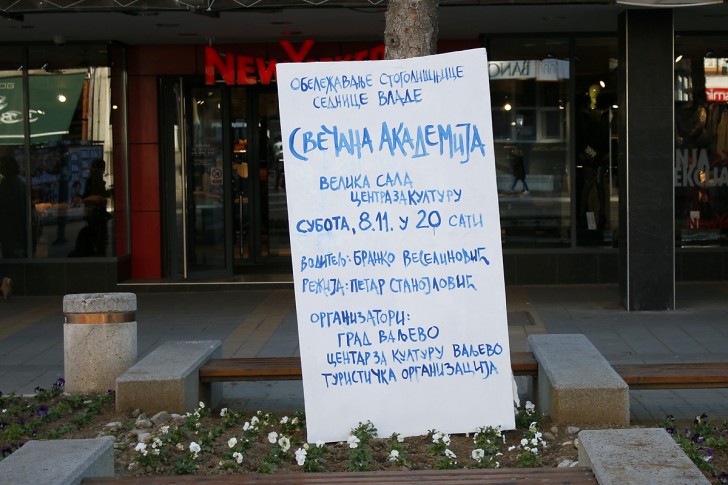 NEW Y
ОБЕЛЕЖАВАЊЕ СТОГОДИШЊИЦЕ
СЕДНИЦЕ ВЛАДЕ
СВЕЧАНА АКАДЕМИЈА
ВЕЛИКА САЛА
ЦЕНТРА ЗА КУЛТУРУ
СУБОТА, 8.11. У 20 САТИ
ВОДИТЕЉ: БРАНКО ВЕСЕЛИНОВИЋ
РЕЖИЈА: ПЕТАР СТАНОЈЛОВИЋ
ОРГАНИЗАТОРИ:
ГРАД ВАЉЕВО
ЦЕНТАР ЗА КУЛТУРУ ВАЉЕВО
ТУРИСТИЧКА ОРГАНИЗАЦИЈА